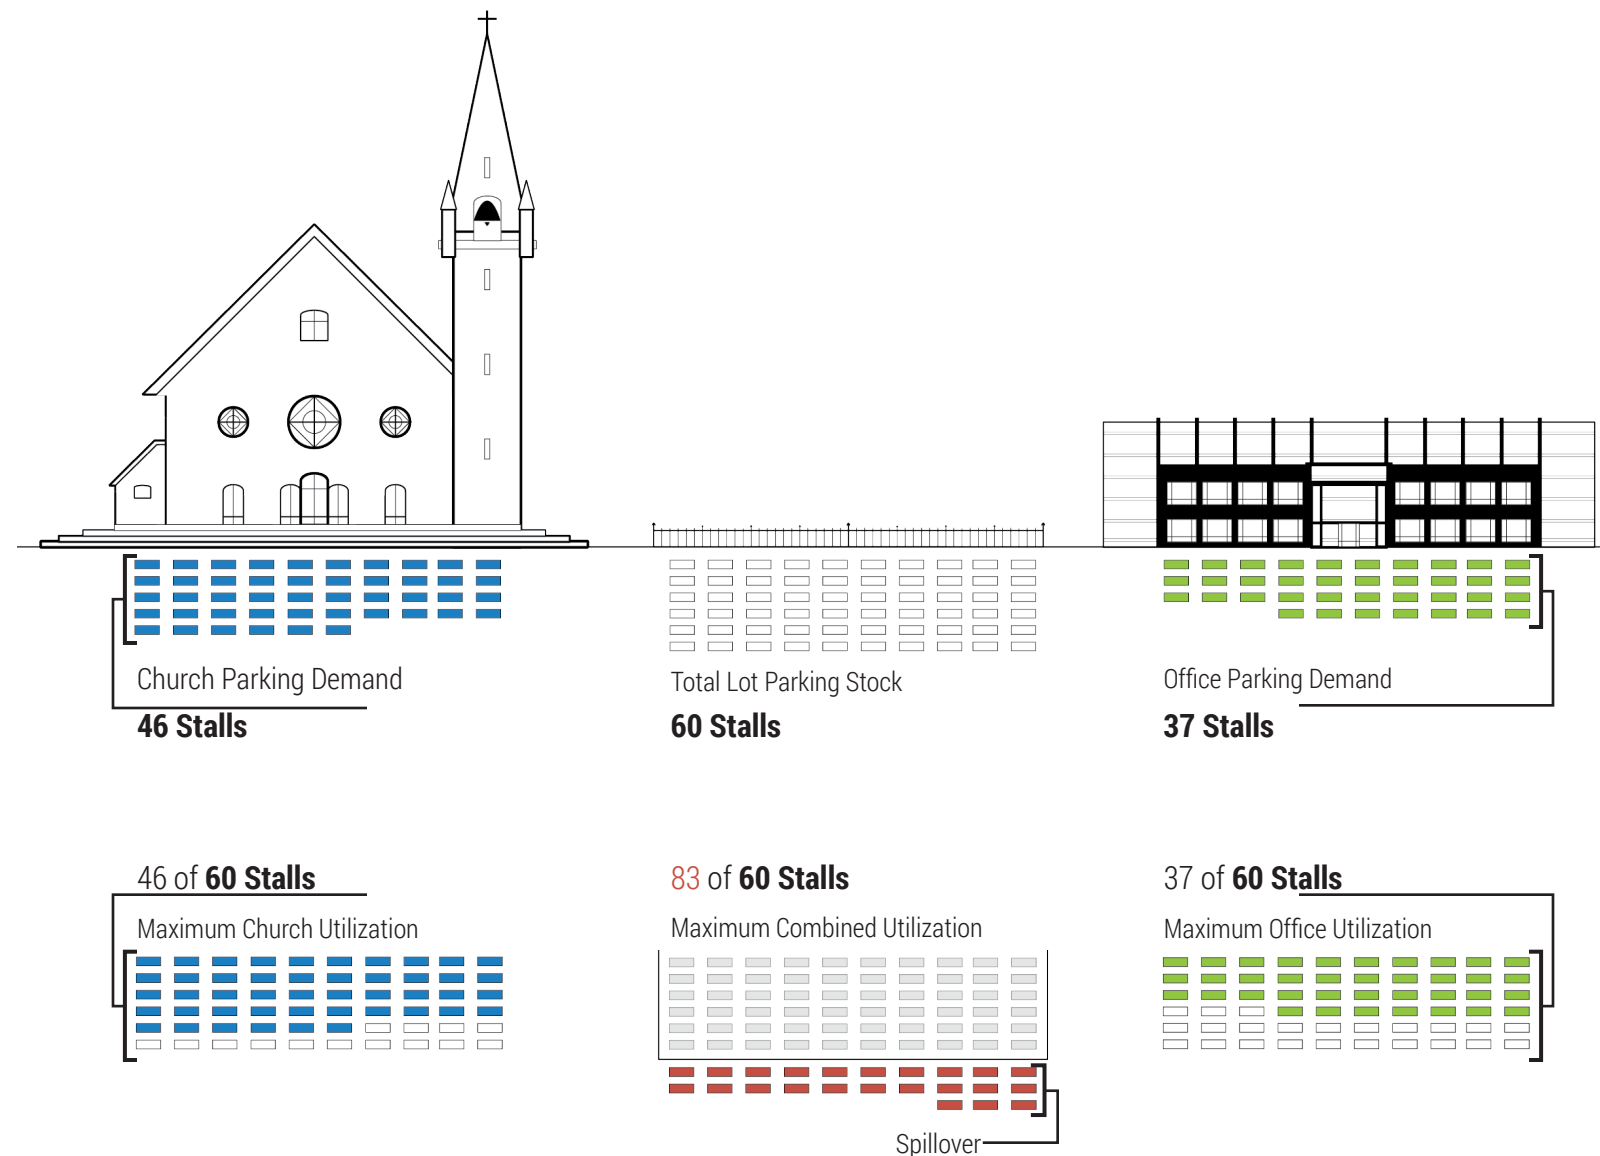 Church Parking Demand
46 Stalls
Total Lot Parking Stock
60 Stalls
Office Parking Demand
37 Stalls
46 of 60 Stalls
Maximum Church Utilization
83 of 60 Stalls
Maximum Combined Utilization
37 of 60 Stalls
Maximum Office Utilization
Spillover